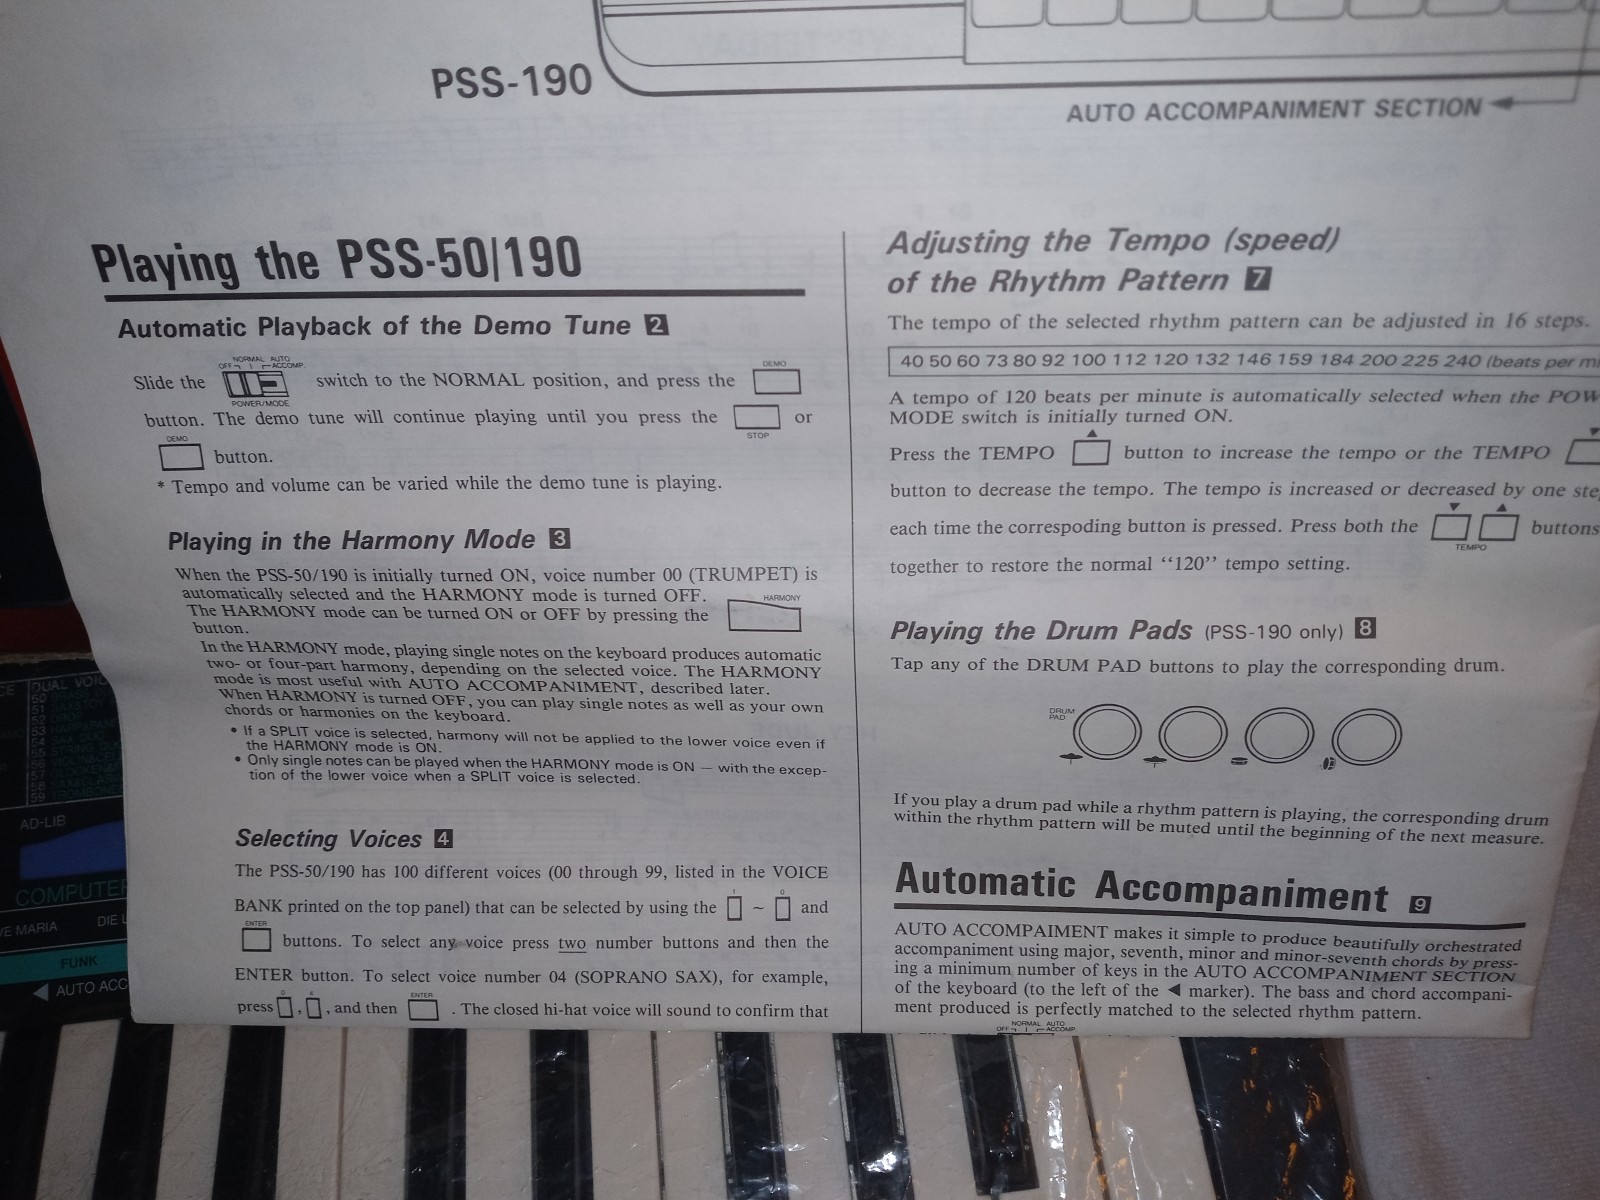 PSS-190
AUTO ACCOMPANIMENT SECTION
Playing the PSS-50/190
Automatic Playback of the Demo Tune 2
NORMAL AUTO
OFF ACCOMP.
DEMO
Slide the switch to the NORMAL position, and press the
POWER/MODE
button. The demo tune will continue playing until you press the or
STOP
DEMO
button.
* Tempo and volume can be varied while the demo tune is playing.
Playing in the Harmony Mode 3
When the PSS-50/190 is initially turned ON, voice number 00 (TRUMPET) is
automatically selected and the HARMONY mode is turned OFF.
The HARMONY mode can be turned ON or OFF by pressing the
HARMONY
button.
In the HARMONY mode, playing single notes on the keyboard produces automatic
two- or four-part harmony, depending on the selected voice. The HARMONY
mode is most useful with AUTO ACCOMPANIMENT, described later.
When HARMONY is turned OFF, you can play single notes as well as your own
chords or harmonies on the keyboard.
• If a SPLIT voice is selected, harmony will not be applied to the lower voice even if
the HARMONY mode is ON.
• Only single notes can be played when the HARMONY mode is ON — with the excep-
tion of the lower voice when a SPLIT voice is selected.
Selecting Voices 4
The PSS-50/190 has 100 different voices (00 through 99, listed in the VOICE
BANK printed on the top panel) that can be selected by using the ~ and
ENTER
buttons. To select any voice press two number buttons and then the
ENTER button. To select voice number 04 (SOPRANO SAX), for example,
ENTER
press , , and then . The closed hi-hat voice will sound to confirm that
Adjusting the Tempo (speed)
of the Rhythm Pattern 7
The tempo of the selected rhythm pattern can be adjusted in 16 steps.
40 50 60 73 80 92 100 112 120 132 146 159 184 200 225 240 (beats per
A tempo of 120 beats per minute is automatically selected when the POW
MODE switch is initially turned ON.
Press the TEMPO ▲ button to increase the tempo or the TEMPO ▼
button to decrease the tempo. The tempo is increased or decreased by one
each time the correspoding button is pressed. Press both the ▼ ▲ buttons
TEMPO
together to restore the normal “120” tempo setting.
Playing the Drum Pads (PSS-190 only) 8
Tap any of the DRUM PAD buttons to play the corresponding drum.
DRUM
PAD
If you play a drum pad while a rhythm pattern is playing, the corresponding drum
within the rhythm pattern will be muted until the beginning of the next measure.
Automatic Accompaniment 9
AUTO ACCOMPAIMENT makes it simple to produce beautifully orchestrated
accompaniment using major, seventh, minor and minor-seventh chords by press-
ing a minimum number of keys in the AUTO ACCOMPANIMENT SECTION
of the keyboard (to the left of the ◀ marker). The bass and chord accompani-
ment produced is perfectly matched to the selected rhythm pattern.
NORMAL AUTO
OFF ACCOMP
DUAL VOIC
50
51
52
53
54
55
56
57
58
59
AD-LIB
COMPUTER
VE MARIA DIE L
FUNK
◀ AUTO ACC